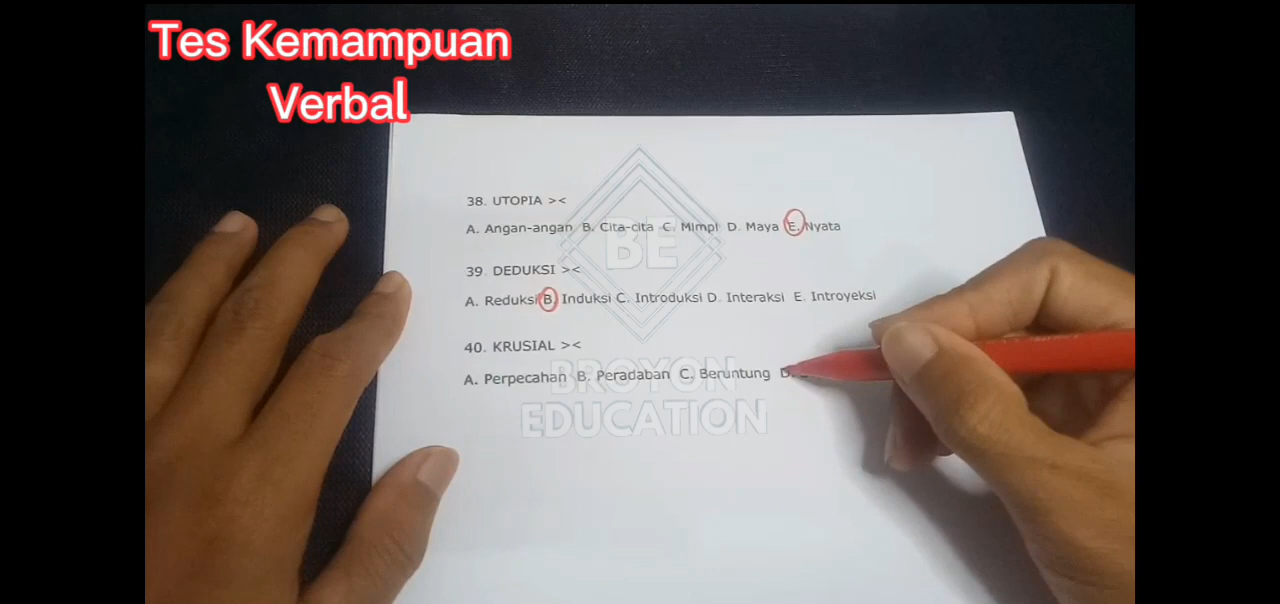 Tes Kemampuan
Verbal
BE
38. UTOPIA ><
A. Angan-angan B. Cita-cita C. Mimpi D. Maya E. Nyata
39. DEDUKSI ><
A. Reduksi B. Induksi C. Introduksi D. Interaksi E. Introyeksi
40. KRUSIAL ><
A. Perpecahan B. Peradaban C. Beruntung D.
BROYON
EDUCATION